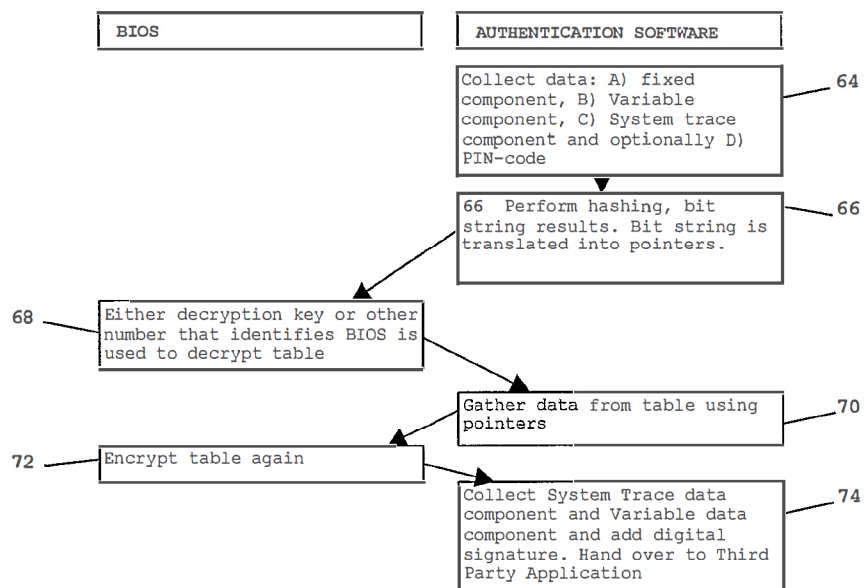 BIOS
AUTHENTICATION SOFTWARE
Collect data: A) fixed
component, B) Variable
component, C) System trace
component and optionally D)
PIN-code
64
66 Perform hashing, bit
string results. Bit string is
translated into pointers.
66
68
Either decryption key or other
number that identifies BIOS is
used to decrypt table
Gather data from table using
pointers
70
72
Encrypt table again
Collect System Trace data
component and Variable data
component and add digital
signature. Hand over to Third
Party Application
74